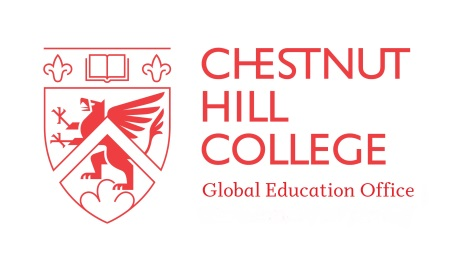 CHESTNUT
HILL
COLLEGE
Global Education Office